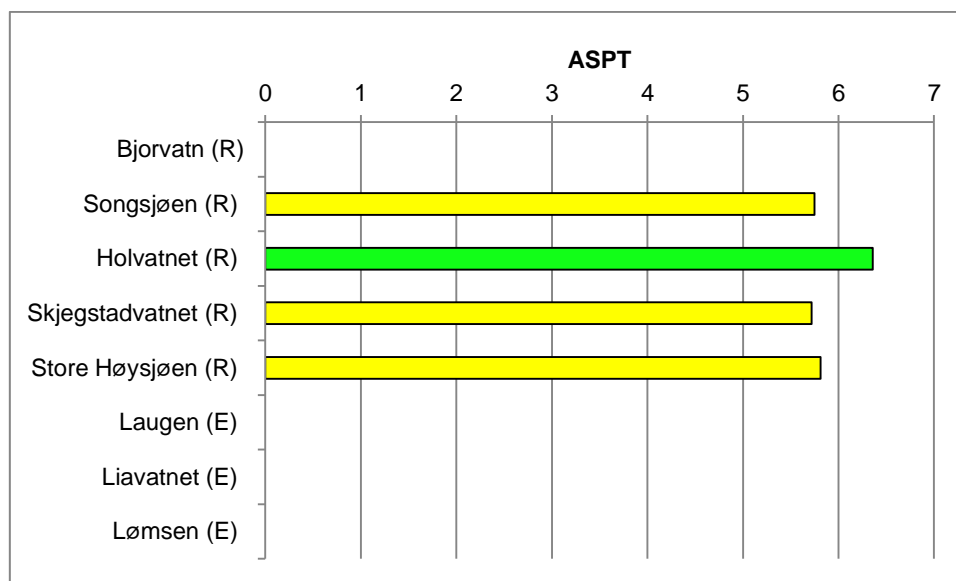 ASPT
0 1 2 3 4 5 6 7
Bjorvatn (R)
Songsjøen (R)
Holvatnet (R)
Skjegstadvatnet (R)
Store Høysjøen (R)
Laugen (E)
Liavatnet (E)
Lømsen (E)